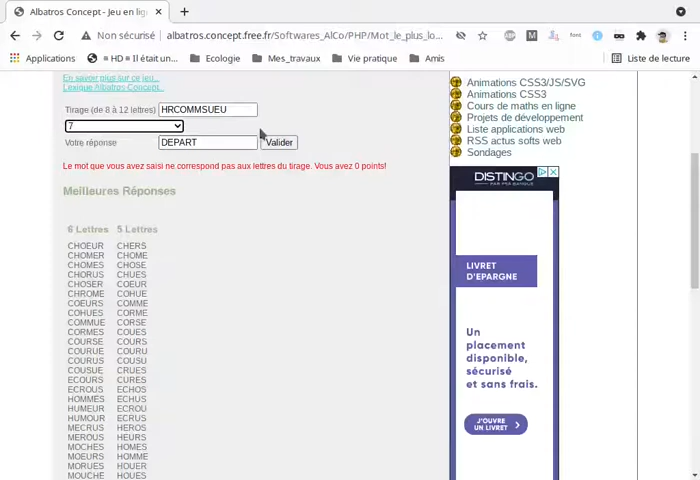 Albatros Concept - Jeu en lign
Non sécurisé
albatros.concept.free.fr/Softwares_AlCo/PHP/Mot_le_plus_lo...
Applications
= HD = Il était un...
Ecologie
Mes_travaux
Vie pratique
Amis
Liste de lecture
En savoir plus sur ce jeu...
Lexique Albatros Concept
Tirage (de 8 à 12 lettres) HRCOMMSUEU
7
Votre réponse DEPART Valider
Le mot que vous avez saisi ne correspond pas aux lettres du tirage. Vous avez 0 points!
Meilleures Réponses
6 Lettres 5 Lettres
CHOEUR CHERS
CHOMER CHOME
CHOMES CHOSE
CHORUS CHUES
CHOSER COEUR
CHROME COHUE
COEURS COMME
COHUES CORME
COMMUE CORSE
CORMES COUES
COURSE COURS
COURUE COURU
COURUS COUSU
COUSUE CRUES
ECOURS CURES
ECROUS ECHOS
HOMMES ECHUS
HUMEUR ECROU
HUMOUR ECRUS
MECRUS HEROS
MEROUS HEURS
MOCHES HOMES
MOEURS HOMME
MORUES HOUER
MOUCHE HOUES
Animations CSS3/JS/SVG
Animations CSS3
Cours de maths en ligne
Projets de développement
Liste applications web
RSS actus softs web
Sondages
DISTINGO
PAR PSA BANQUE
LIVRET
D'EPARGNE
Un
placement
disponible,
sécurisé
et sans frais.
J'OUVRE
UN LIVRET